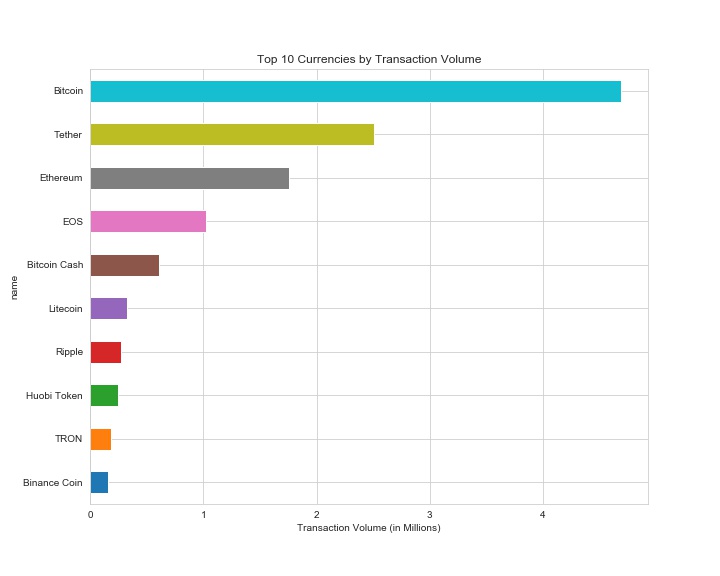 Top 10 Currencies by Transaction Volume
Bitcoin
Tether
Ethereum
EOS
Bitcoin Cash
name
Litecoin
Ripple
Huobi Token
TRON
Binance Coin
0 1 2 3 4
Transaction Volume (in Millions)